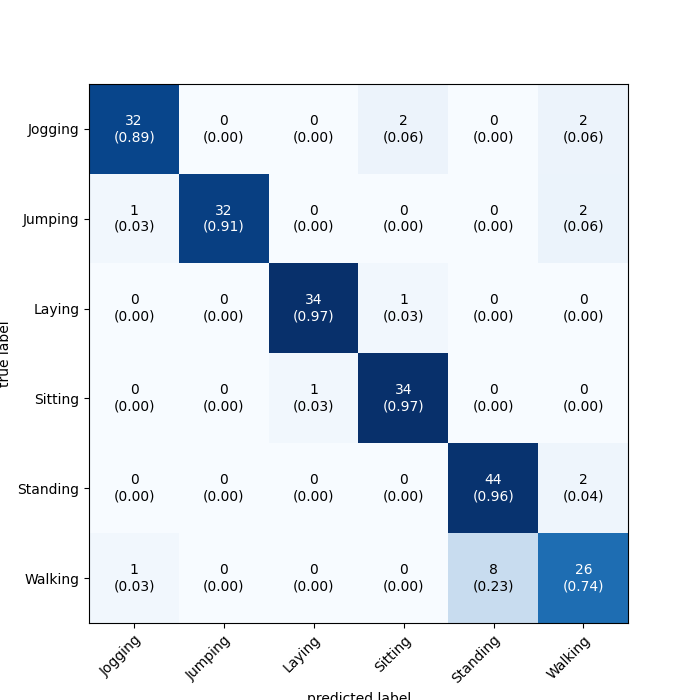 Jogging 32 0 0 2 0 2
(0.89) (0.00) (0.00) (0.06) (0.00) (0.06)
Jumping 1 32 0 0 0 2
(0.03) (0.91) (0.00) (0.00) (0.00) (0.06)
Laying 0 0 34 1 0 0
(0.00) (0.00) (0.97) (0.03) (0.00) (0.00)
Sitting 0 0 1 34 0 0
(0.00) (0.00) (0.03) (0.97) (0.00) (0.00)
Standing 0 0 0 0 44 2
(0.00) (0.00) (0.00) (0.00) (0.96) (0.04)
Walking 1 0 0 0 8 26
(0.03) (0.00) (0.00) (0.00) (0.23) (0.74)
true label
Jogging Jumping Laying Sitting Standing Walking
predicted label